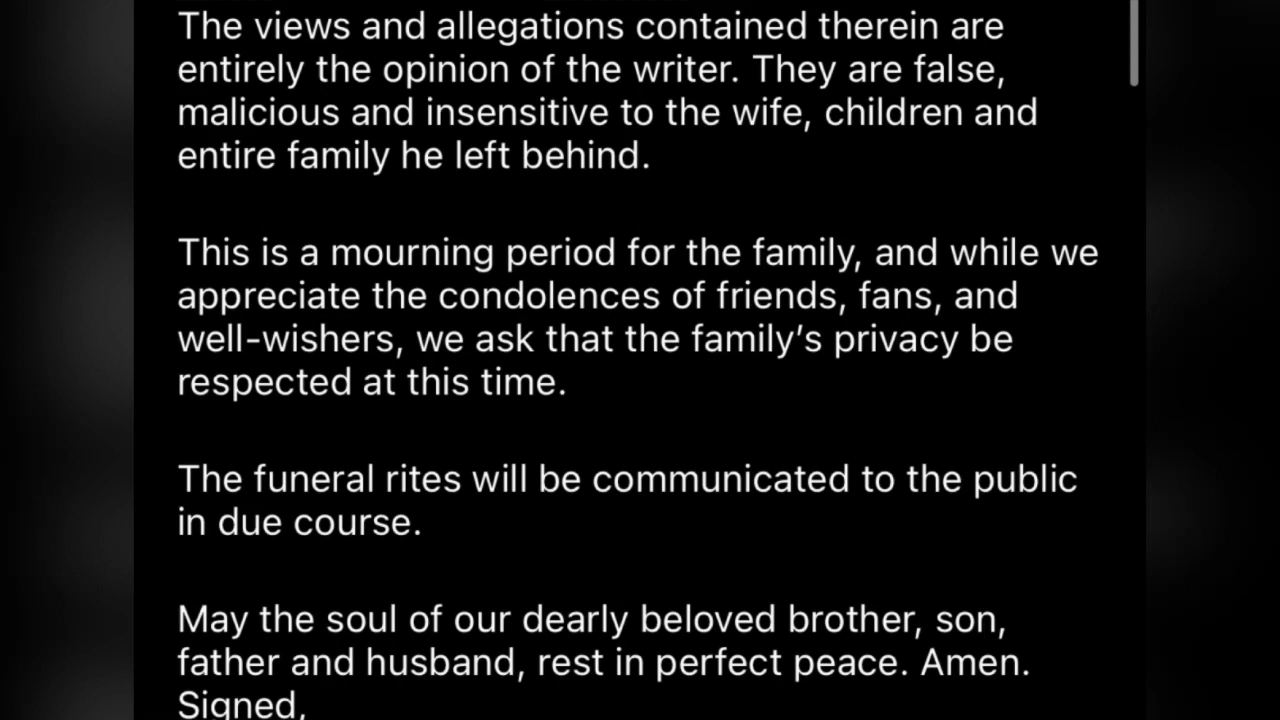 The views and allegations contained therein are
entirely the opinion of the writer. They are false,
malicious and insensitive to the wife, children and
entire family he left behind.
This is a mourning period for the family, and while we
appreciate the condolences of friends, fans, and
well-wishers, we ask that the family’s privacy be
respected at this time.
The funeral rites will be communicated to the public
in due course.
May the soul of our dearly beloved brother, son,
father and husband, rest in perfect peace. Amen.
Signed,